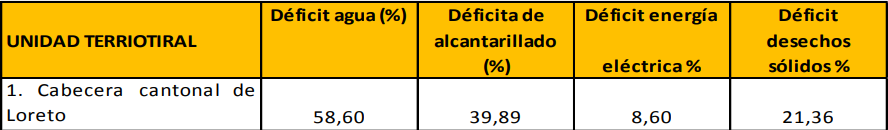 UNIDAD TERRIOTIRAL
Déficit agua (%)
Déficita de
alcantarillado
(%)
Déficit energía
eléctrica %
Déficit
desechos
sólidos %
1. Cabecera cantonal de
Loreto
58,60
39,89
8,60
21,36